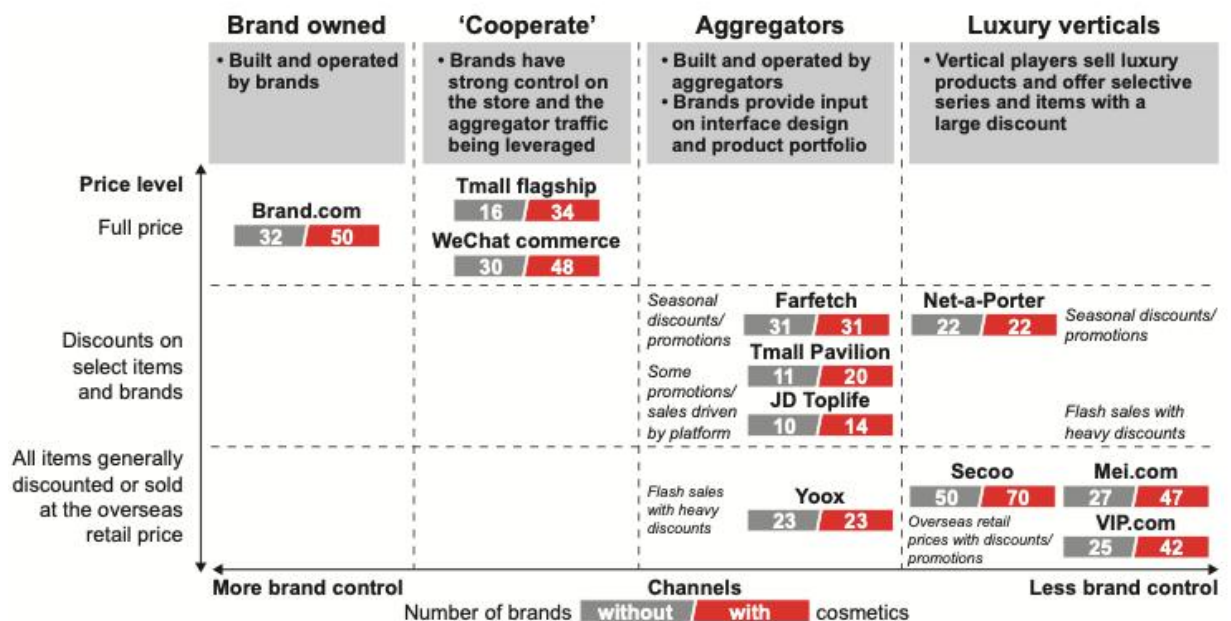 Brand owned
• Built and operated
by brands
'Cooperate'
• Brands have
strong control on
the store and the
aggregator traffic
being leveraged
Aggregators
• Built and operated by
aggregators
• Brands provide input
on interface design
and product portfolio
Luxury verticals
• Vertical players sell luxury
products and offer selective
series and items with a
large discount
Price level
Full price
Brand.com
32 50
Tmall flagship
16 34
WeChat commerce
30 48
Discounts on
select items
and brands
Seasonal
discounts/
promotions
Farfetch
31 31
Some
promotions/
sales driven
by platform
Tmall Pavilion
11 20
JD Toplife
10 14
Net-a-Porter
22 22
Seasonal discounts/
promotions
Flash sales with
heavy discounts
All items generally
discounted or sold
at the overseas
retail price
Flash sales
with heavy
discounts
Yoox
23 23
Secoo
50 70
Overseas retail
prices with discounts/
promotions
Mei.com
27 47
VIP.com
25 42
More brand control
Channels
Less brand control
Number of brands without with cosmetics